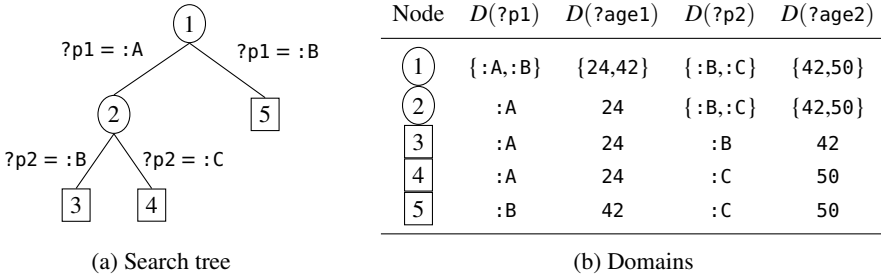 1
?p1 = :A ?p1 = :B
2 5
?p2 = :B ?p2 = :C
3 4
(a) Search tree
Node D(?p1) D(?age1) D(?p2) D(?age2)
1 {:A,:B} {24,42} {:B,:C} {42,50}
2 :A 24 {:B,:C} {42,50}
3 :A 24 :B 42
4 :A 24 :C 50
5 :B 42 :C 50
(b) Domains